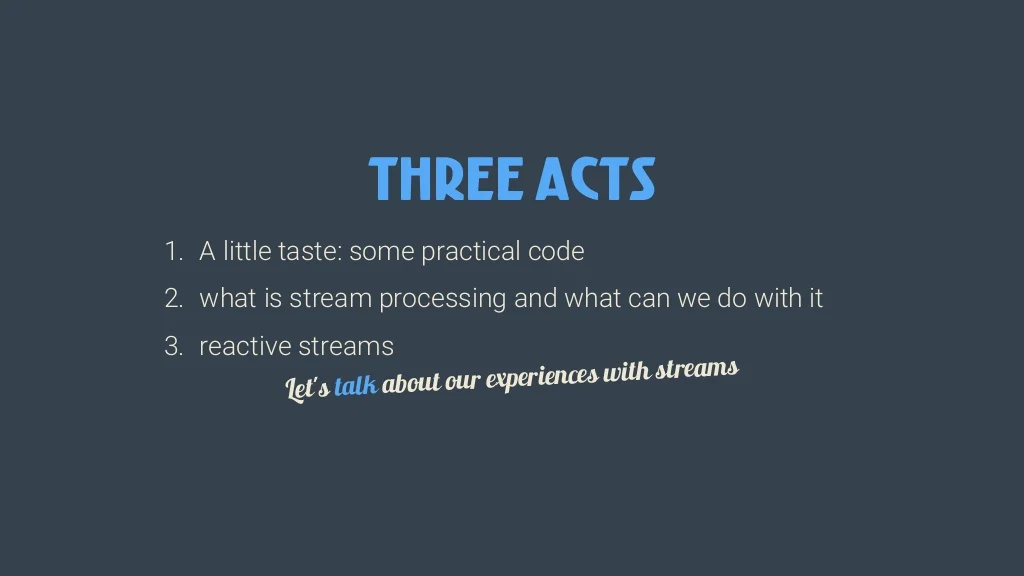 THREE ACTS
1. A little taste: some practical code
2. what is stream processing and what can we do with it
3. reactive streams
Let's talk about our experiences with streams